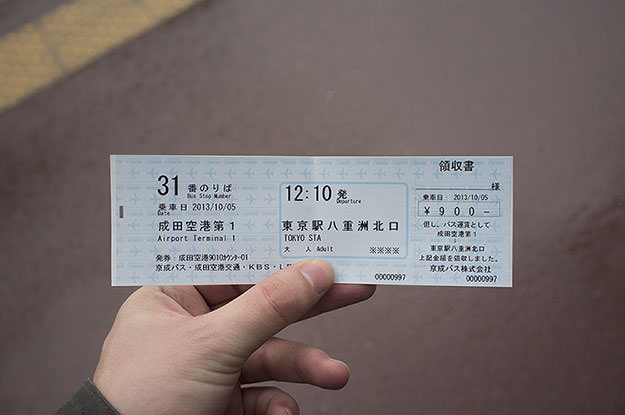 31 番のりば
Bus Stop Number
乗車日 2013/10/05
Date
成田空港第1
Airport Terminal 1
発券:成田空港9010カウンター01
京成バス・成田空港交通・KBS・
12:10 発
Departure
東京駅八重洲北口
TOKYO STA
大 人 Adult ※※※※
00000997
領収書
様
乗車日 2013/10/05
¥900-
但し、バス運賃として
成田空港第1
↓
東京駅八重洲北口
上記金額を領収しました。
京成バス株式会社
00000997